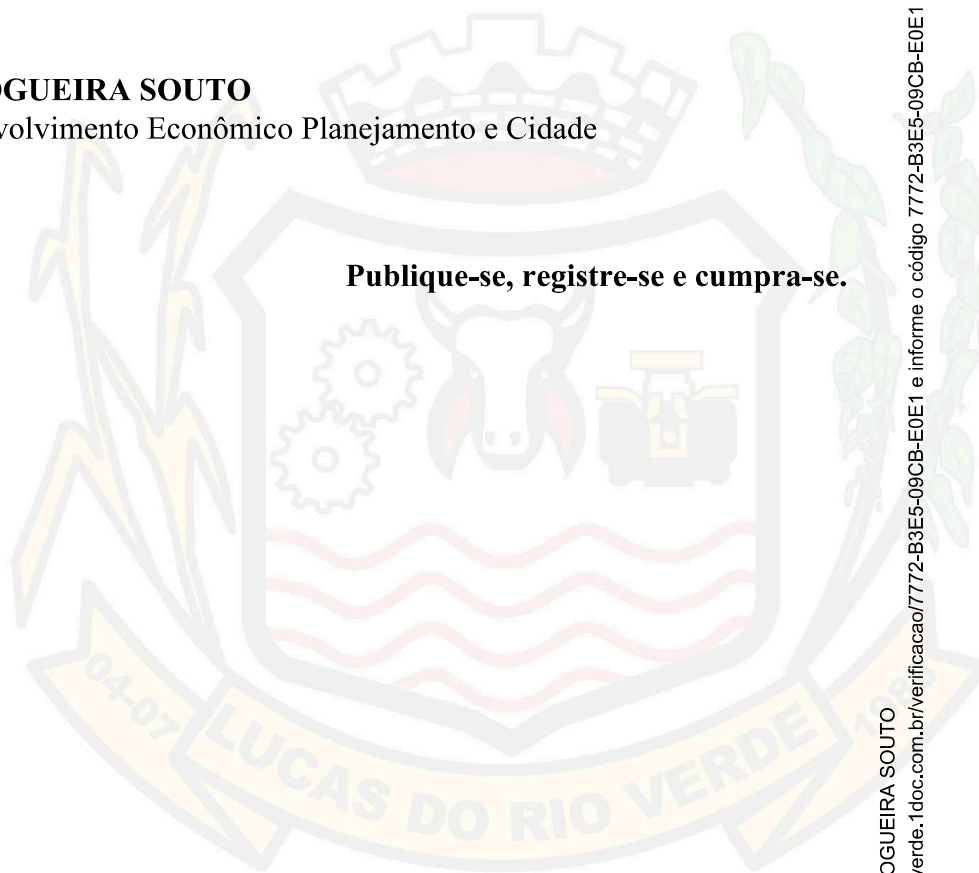 OGUEIRA SOUTO
volvimento Econômico Planejamento e Cidade
Publique-se, registre-se e cumpra-se.
04-07 LUCAS DO RIO VERDE 1988
OGUEIRA SOUTO
verde.1doc.com.br/verificacao/7772-B3E5-09CB-E0E1 e informe o código 7772-B3E5-09CB-E0E1